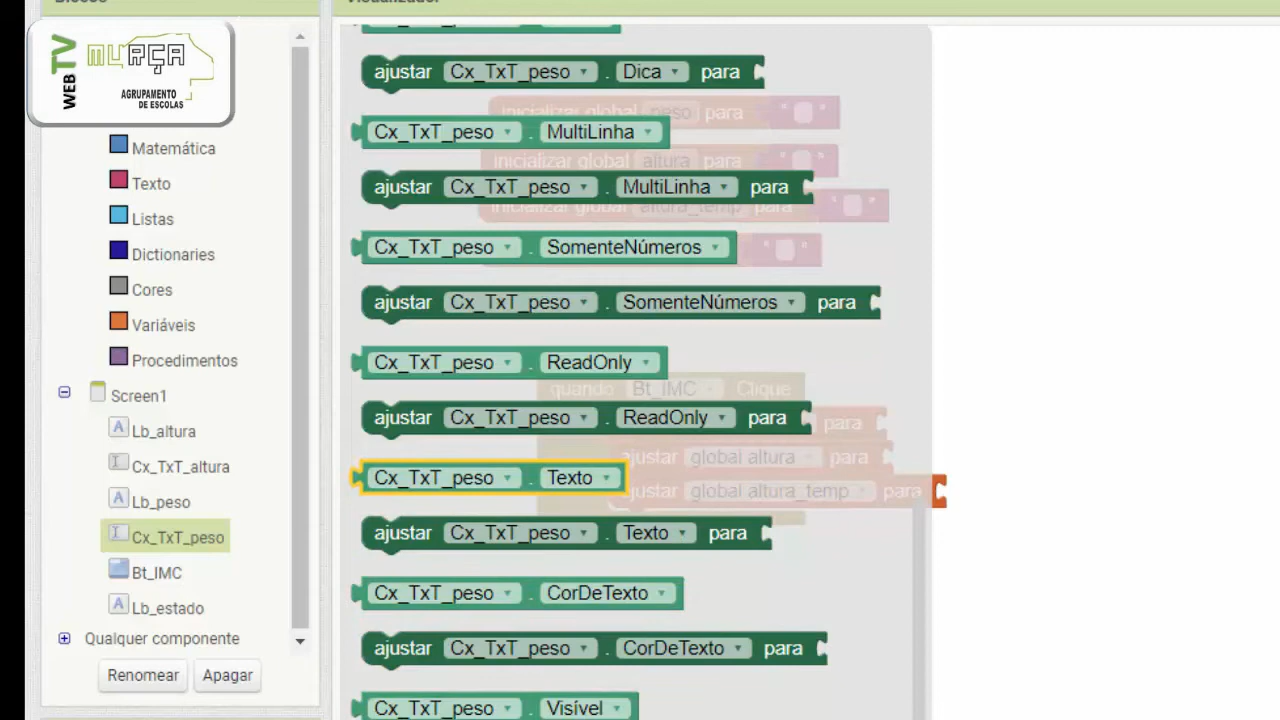 Blocos
Visualizador
WEB TV
MURÇA
AGRUPAMENTO
DE ESCOLAS
Matemática
Texto
Listas
Dictionaries
Cores
Variáveis
Procedimentos
Screen1
Lb_altura
Cx_TxT_altura
Lb_peso
Cx_TxT_peso
Bt_IMC
Lb_estado
Qualquer componente
Renomear Apagar
ajustar Cx_TxT_peso . Dica para
inicializar global peso para " "
Cx_TxT_peso . MultiLinha
inicializar global altura para " "
ajustar Cx_TxT_peso . MultiLinha para
inicializar global altura_temp para " "
Cx_TxT_peso . SomenteNúmeros
" "
ajustar Cx_TxT_peso . SomenteNúmeros para
Cx_TxT_peso . ReadOnly
quando Bt_IMC . Clique
ajustar Cx_TxT_peso . ReadOnly para
para
ajustar global altura para
Cx_TxT_peso . Texto
ajustar global altura_temp para
ajustar Cx_TxT_peso . Texto para
Cx_TxT_peso . CorDeTexto
ajustar Cx_TxT_peso . CorDeTexto para
Cx_TxT_peso . Visível